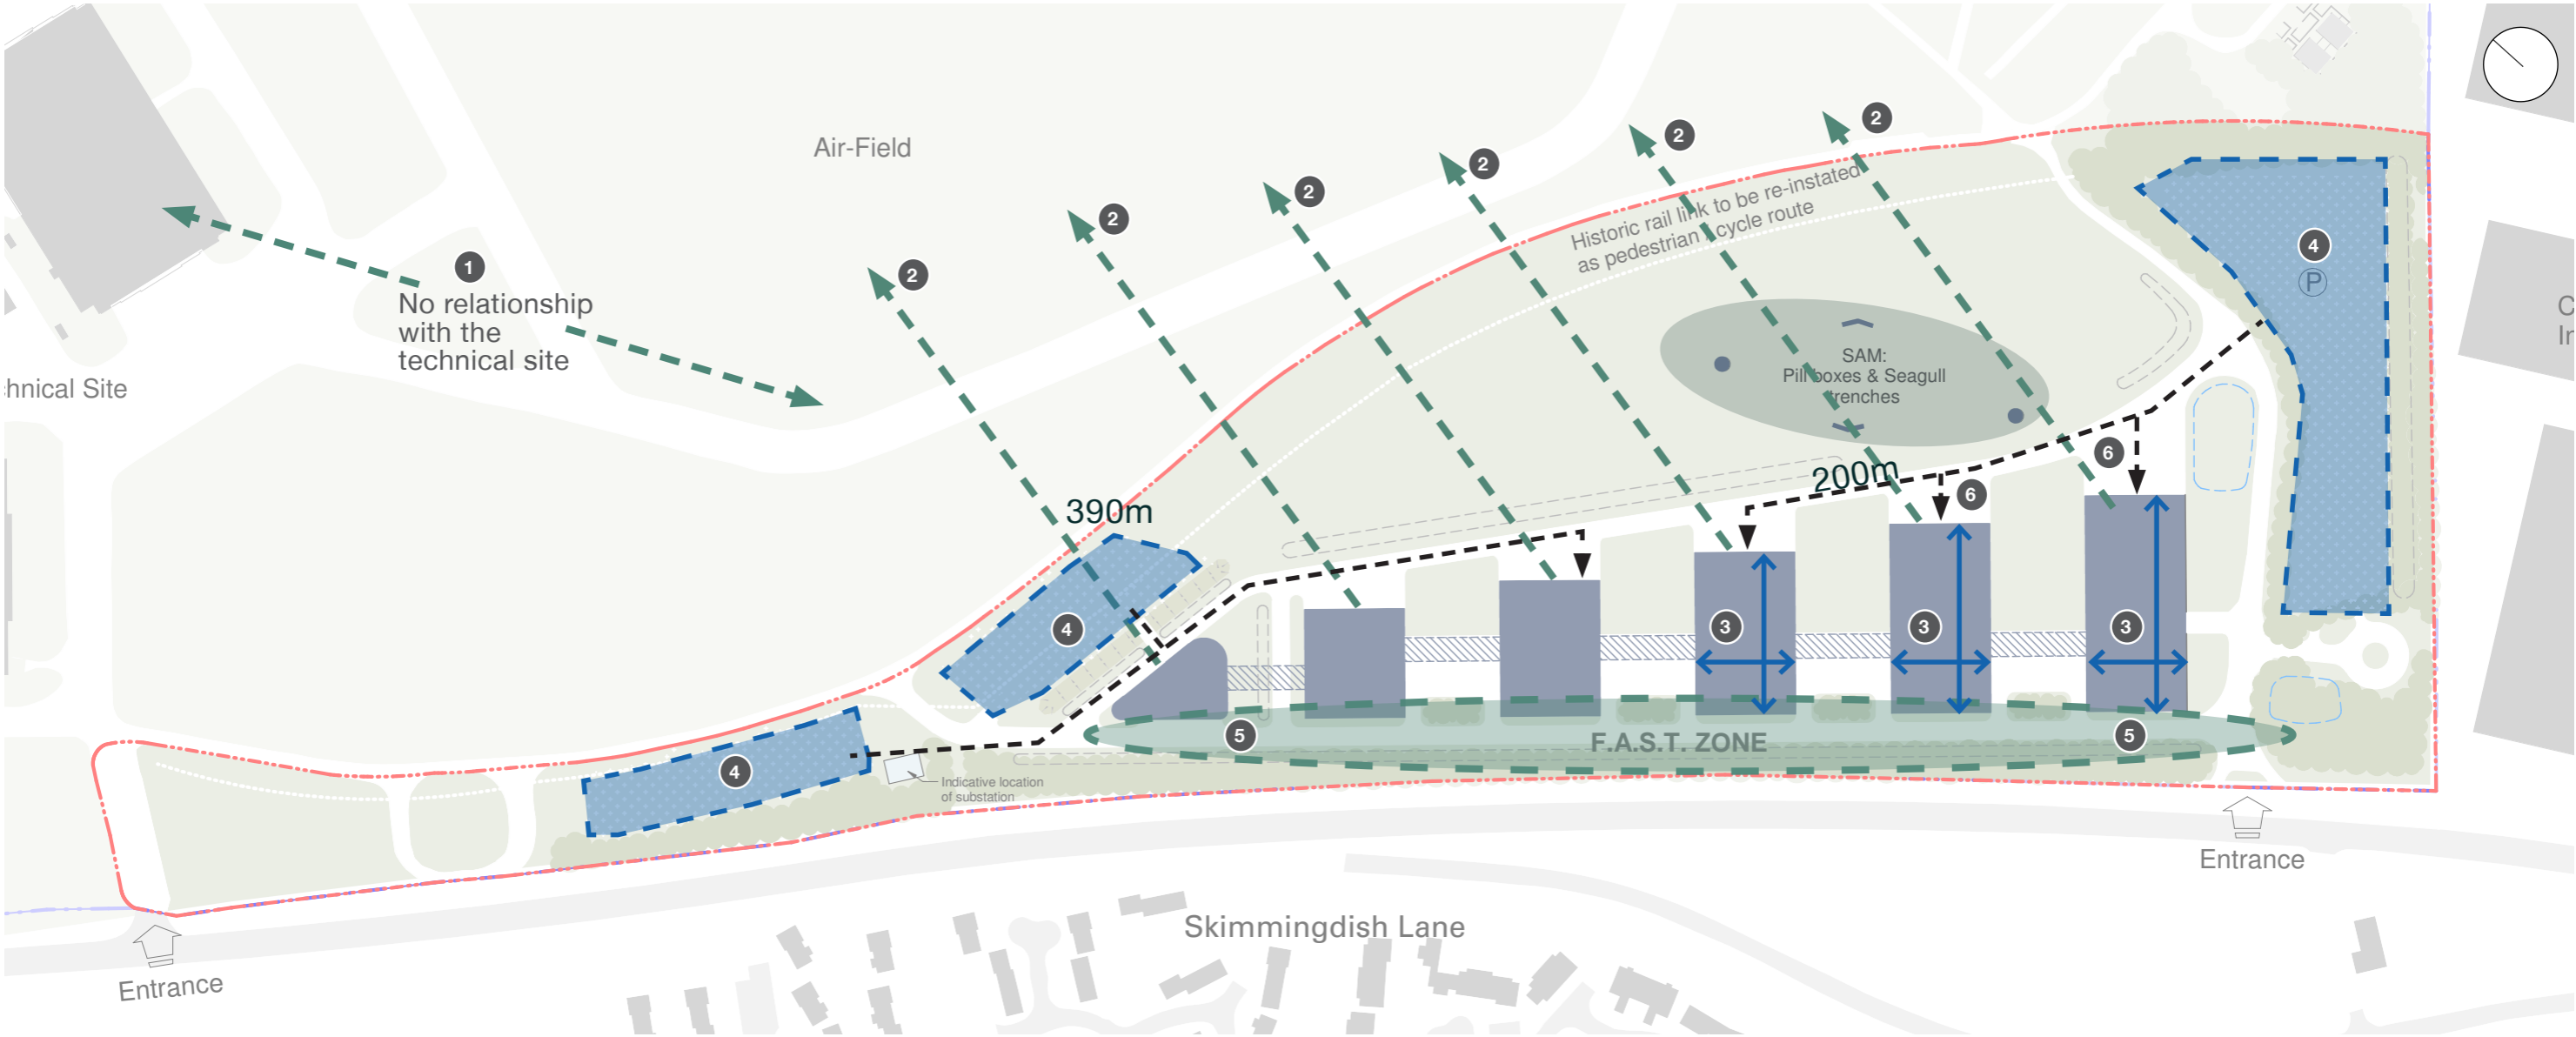 Air-Field
2
2
2
2
2
2
1
No relationship
with the
technical site
hnical Site
Historic rail link to be re-instated
as pedestrian / cycle route
SAM:
Pill boxes & Seagull
trenches
4
P
C
In
390m
200m
6
6
4
3
3
3
4
5
5
F.A.S.T. ZONE
Indicative location
of substation
Entrance
Skimmingdish Lane
Entrance